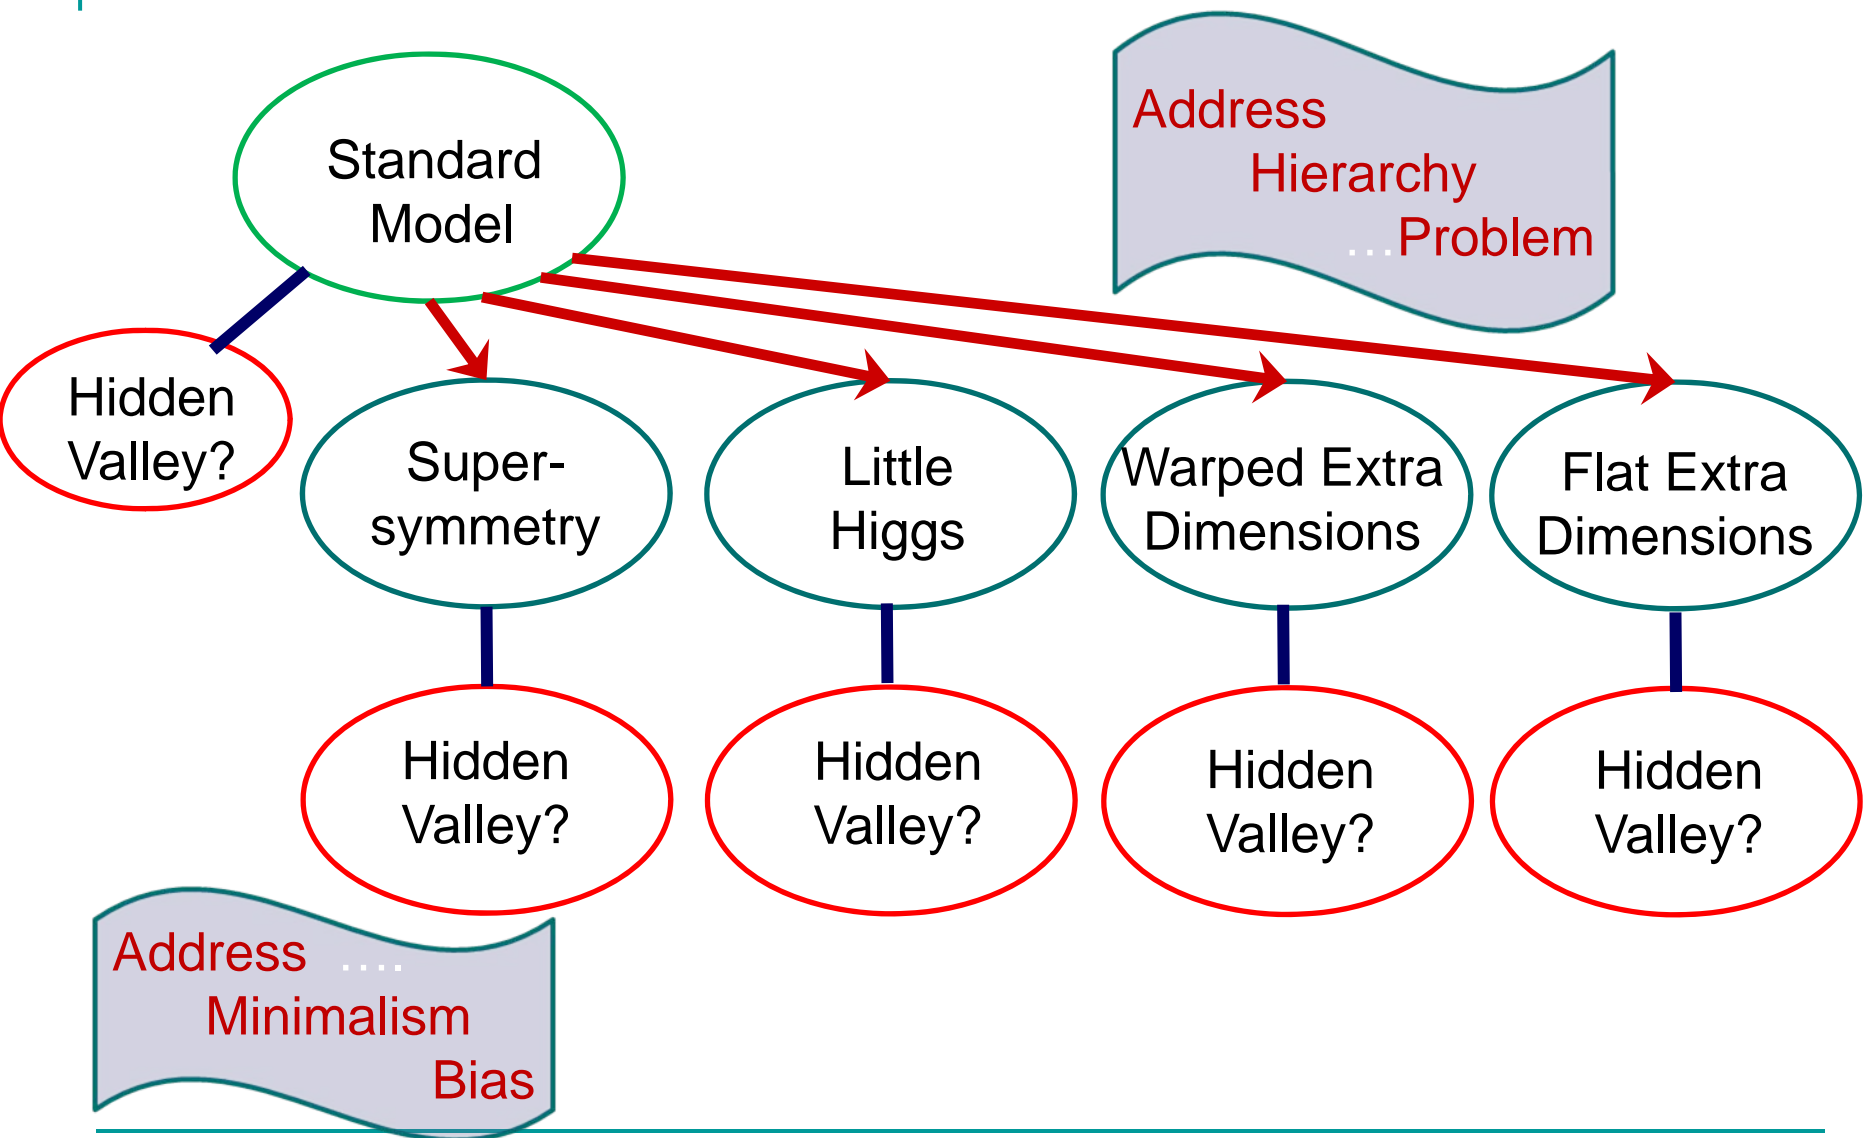 Standard
Model
Address
Hierarchy
...Problem
Hidden
Valley?
Super-
symmetry
Little
Higgs
Warped Extra
Dimensions
Flat Extra
Dimensions
Hidden
Valley?
Hidden
Valley?
Hidden
Valley?
Hidden
Valley?
Address ....
Minimalism
Bias